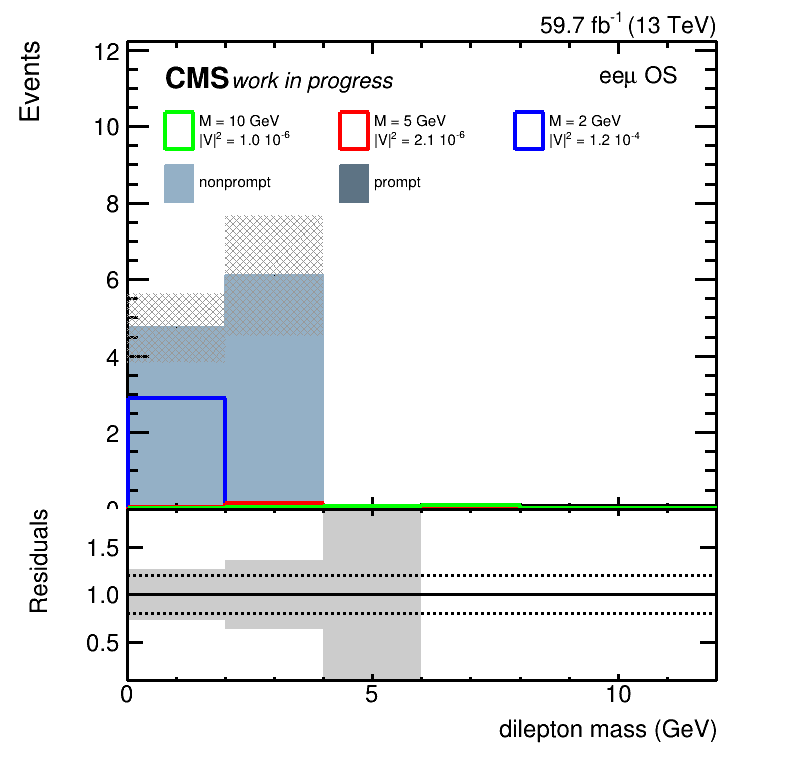 59.7 fb⁻¹ (13 TeV)
CMS work in progress
eeμ OS
M = 10 GeV
|V|² = 1.0 10⁻⁶
M = 5 GeV
|V|² = 2.1 10⁻⁶
M = 2 GeV
|V|² = 1.2 10⁻⁴
nonprompt
prompt
Events
12
10
8
6
4
2
0
Residuals
1.5
1.0
0.5
0
5
10
dilepton mass (GeV)